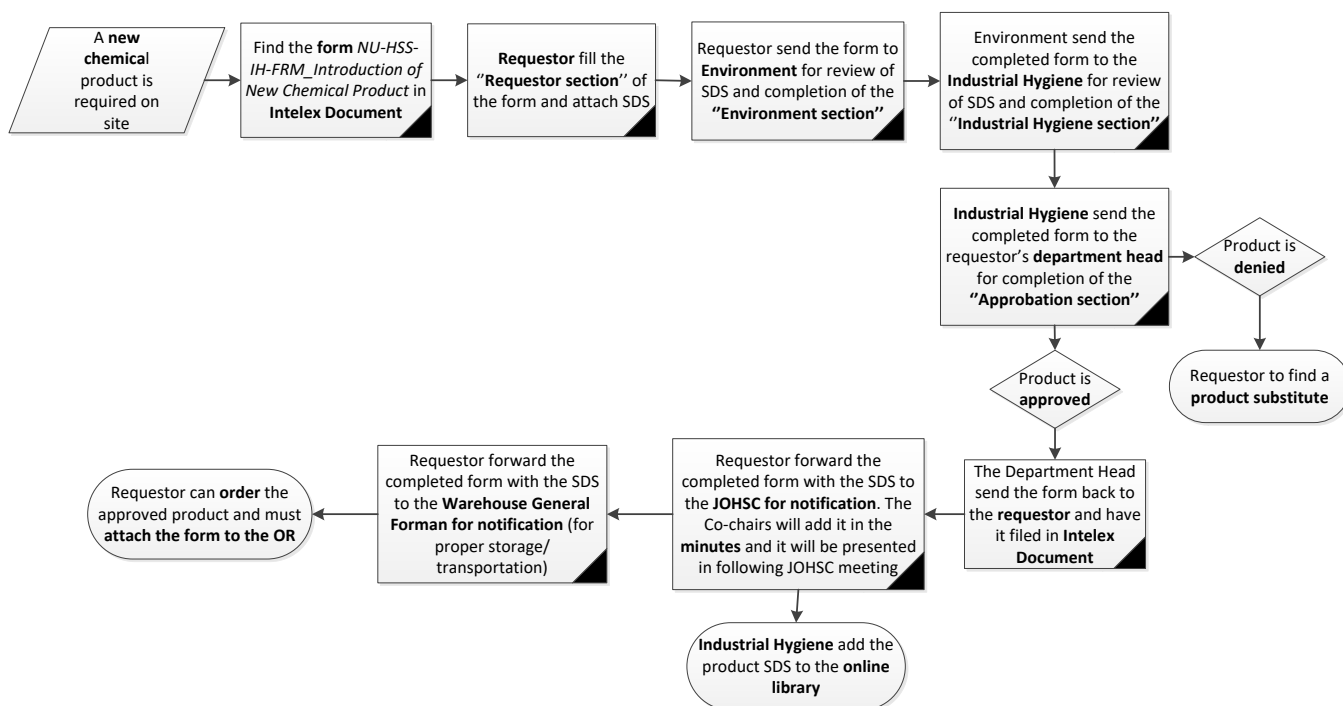 A new
chemical
product is
required on
site
Find the form NU-HSS-
IH-FRM_Introduction of
New Chemical Product in
Intelex Document
Requestor fill the
‘’Requestor section’’ of
the form and attach SDS
Requestor send the form to
Environment for review of
SDS and completion of the
‘’Environment section’’
Environment send the
completed form to the
Industrial Hygiene for review
of SDS and completion of the
‘’Industrial Hygiene section’’
Industrial Hygiene send the
completed form to the
requestor’s department head
for completion of the
‘’Approbation section’’
Product is
denied
Requestor to find a
product substitute
Product is
approved
The Department Head
send the form back to
the requestor and have
it filed in Intelex
Document
Requestor forward the
completed form with the SDS
to the JOHSC for notification. The
Co-chairs will add it in the
minutes and it will be presented
in following JOHSC meeting
Requestor forward the
completed form with the SDS
to the Warehouse General
Forman for notification (for
proper storage/
transportation)
Requestor can order the
approved product and must
attach the form to the OR
Industrial Hygiene add the
product SDS to the online
library